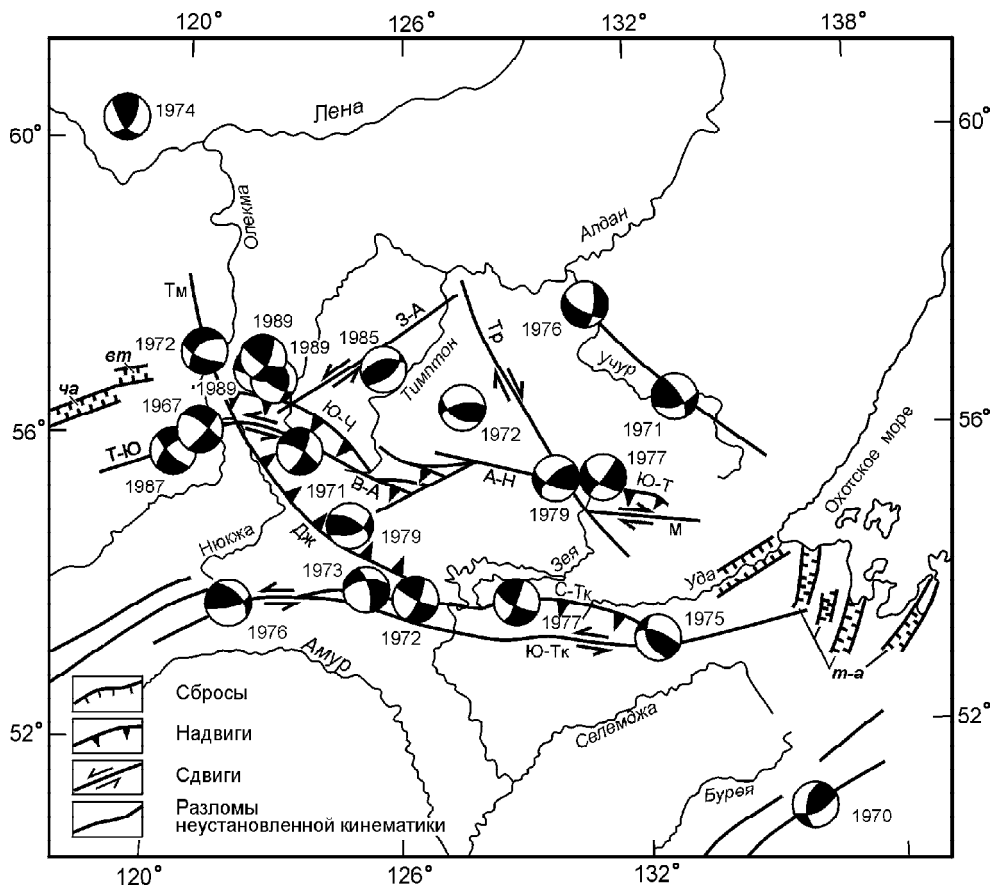 120° 126° 132° 138°
1974
Лена
60° 60°
Олекма
Алдан
Тм
1989
З-А
1976
1972
1989
1985
Тр
вт
Тимптон
Учур
ча
1989
1967
Ю-Ч
1972
1971
56° 56°
Т-Ю
1977
Охотское море
1987
1971
В-А
А-Н
Ю-Т
1979
М
Дж
1979
Нюкжа
Зея
1973
С-Тк
Уда
1975
1976
1972
1977
Ю-Тк
Амур
т-а
Сбросы
52° 52°
Надвиги
Селемджа
Сдвиги
Бурея
Разломы
неустановленной кинематики
1970
120° 126° 132°